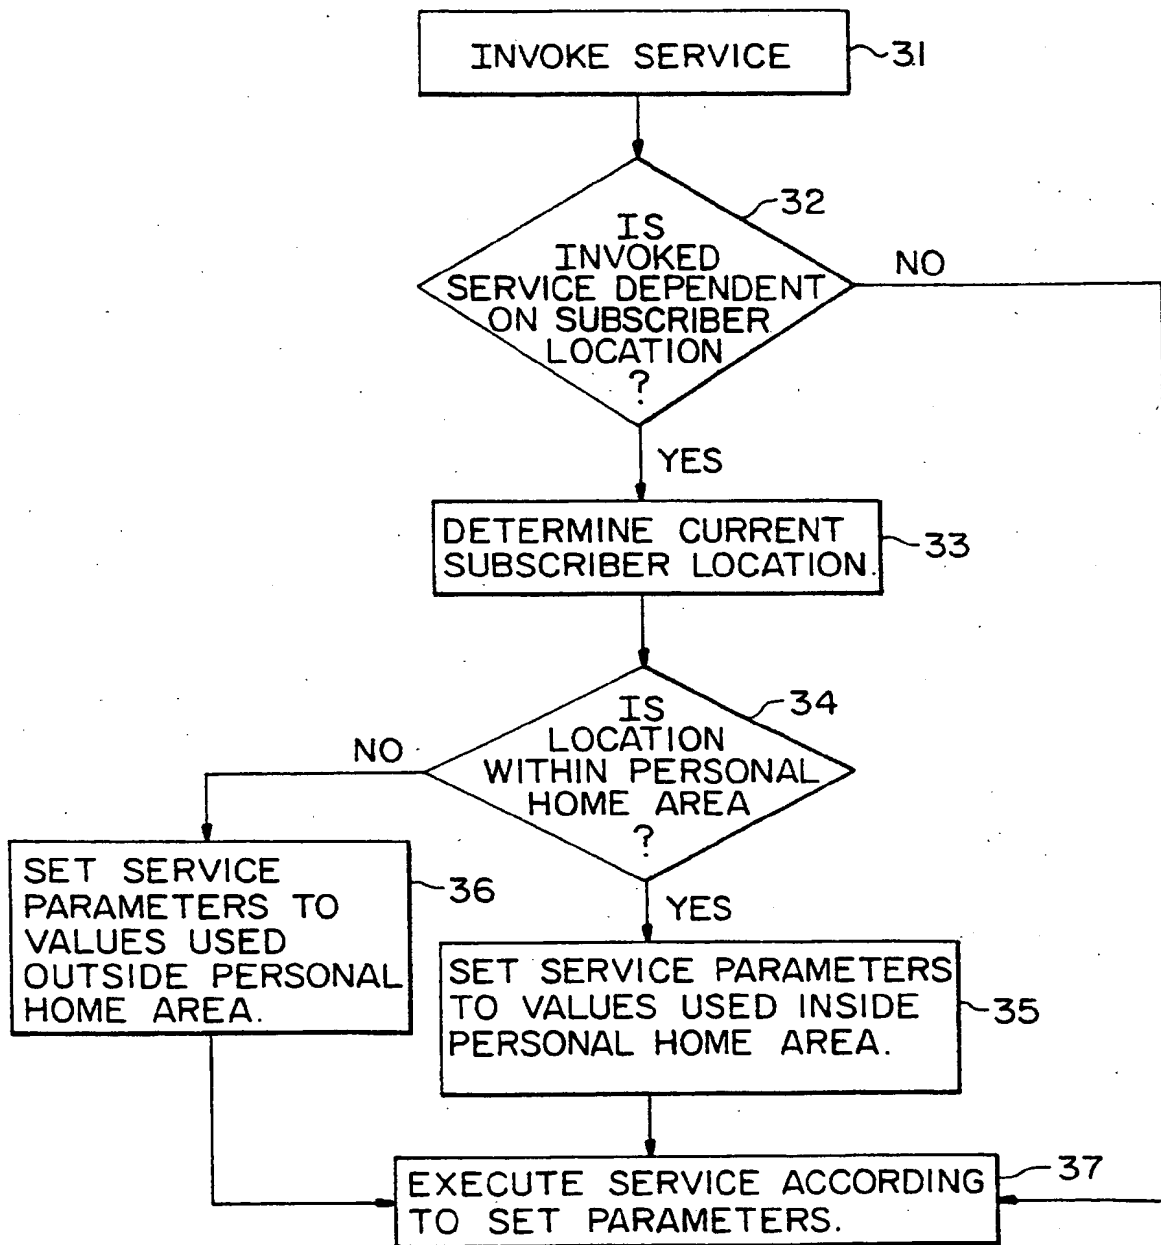 INVOKE SERVICE
31
32
IS
INVOKED
SERVICE DEPENDENT
ON SUBSCRIBER
LOCATION
?
NO
YES
DETERMINE CURRENT
SUBSCRIBER LOCATION.
33
34
IS
LOCATION
WITHIN PERSONAL
HOME AREA
?
NO
YES
SET SERVICE
PARAMETERS TO
VALUES USED
OUTSIDE PERSONAL
HOME AREA.
36
SET SERVICE PARAMETERS
TO VALUES USED INSIDE
PERSONAL HOME AREA.
35
EXECUTE SERVICE ACCORDING
TO SET PARAMETERS.
37